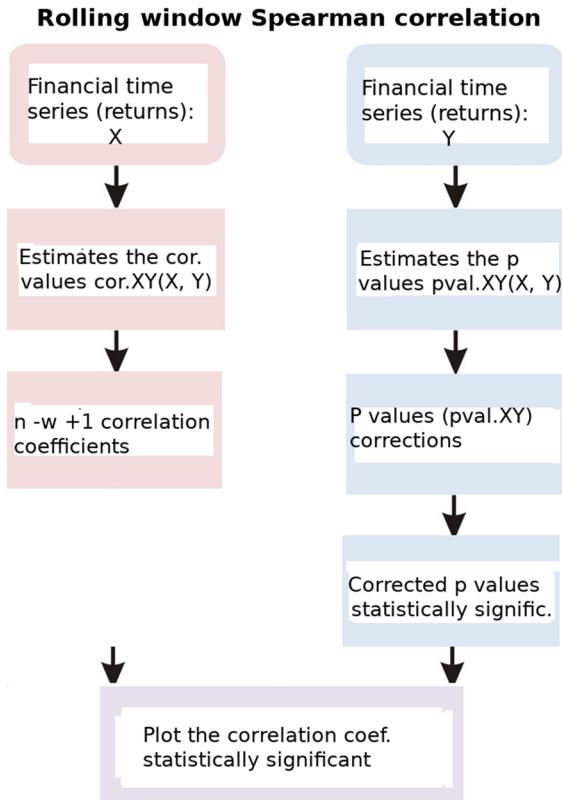 Rolling window Spearman correlation
Financial time
series (returns):
X
Financial time
series (returns):
Y
Estimates the cor.
values cor.XY(X, Y)
Estimates the p
values pval.XY(X, Y)
n -w +1 correlation
coefficients
P values (pval.XY)
corrections
Corrected p values
statistically signific.
Plot the correlation coef.
statistically significant